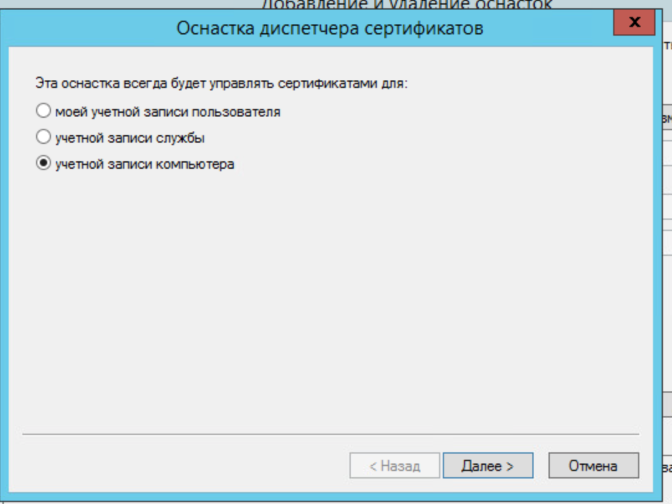 Добавление и удаление оснасток
Оснастка диспетчера сертификатов
x
Эта оснастка всегда будет управлять сертификатами для:
моей учетной записи пользователя
учетной записи службы
учетной записи компьютера
< Назад
Далее >
Отмена